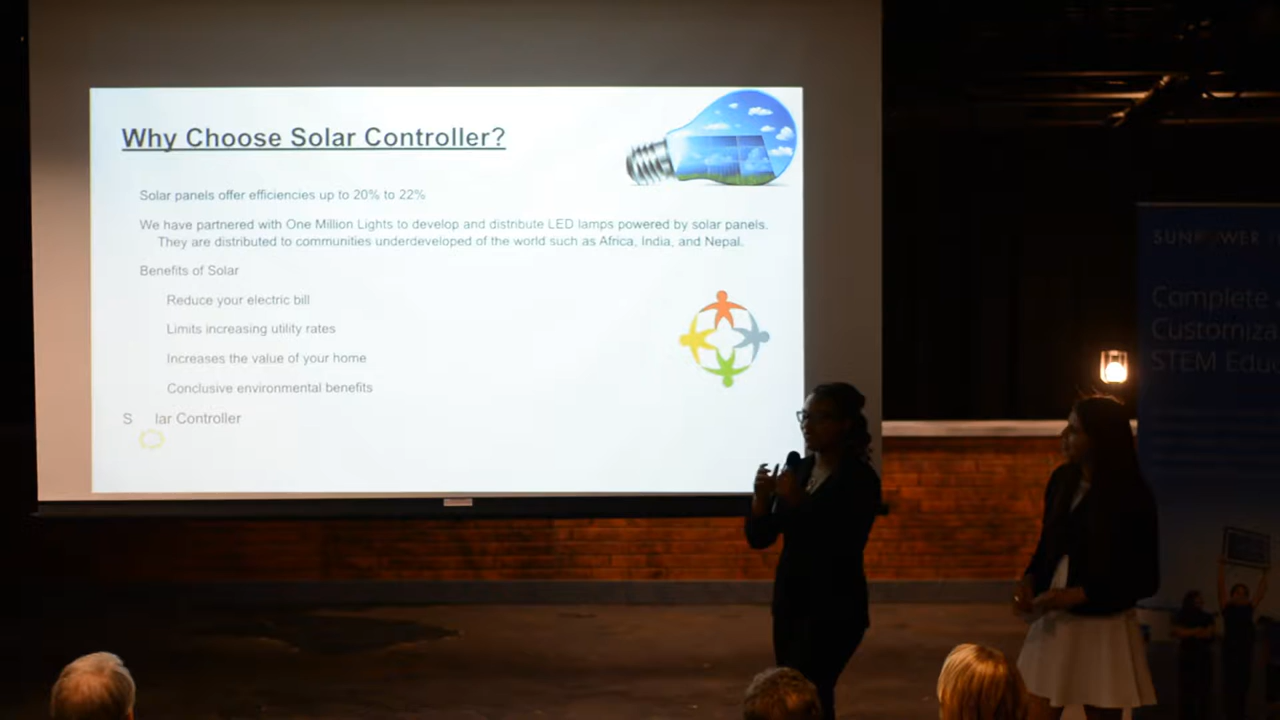 Why Choose Solar Controller?
Solar panels offer efficiencies up to 20% to 22%
We have partnered with One Million Lights to develop and distribute LED lamps powered by solar panels.
They are distributed to communities underdeveloped of the world such as Africa, India, and Nepal.
Benefits of Solar
Reduce your electric bill
Limits increasing utility rates
Increases the value of your home
Conclusive environmental benefits
S lar Controller
SUNP WER
Complete
Customiza
STEM Edu